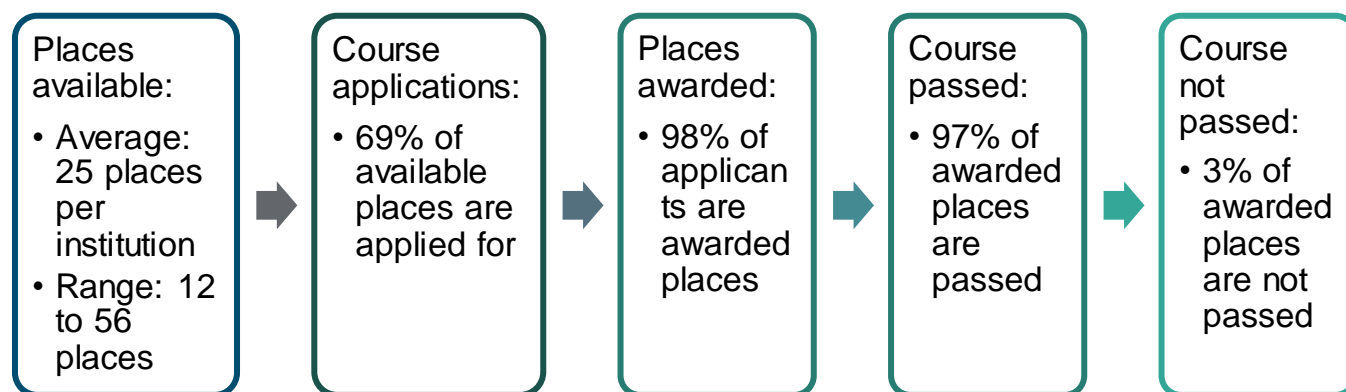 Places
available:
• Average:
25 places
per
institution
• Range: 12
to 56
places
Course
applications:
• 69% of
available
places are
applied for
Places
awarded:
• 98% of
applican
ts are
awarded
places
Course
passed:
• 97% of
awarded
places
are
passed
Course
not
passed:
• 3% of
awarded
places
are not
passed